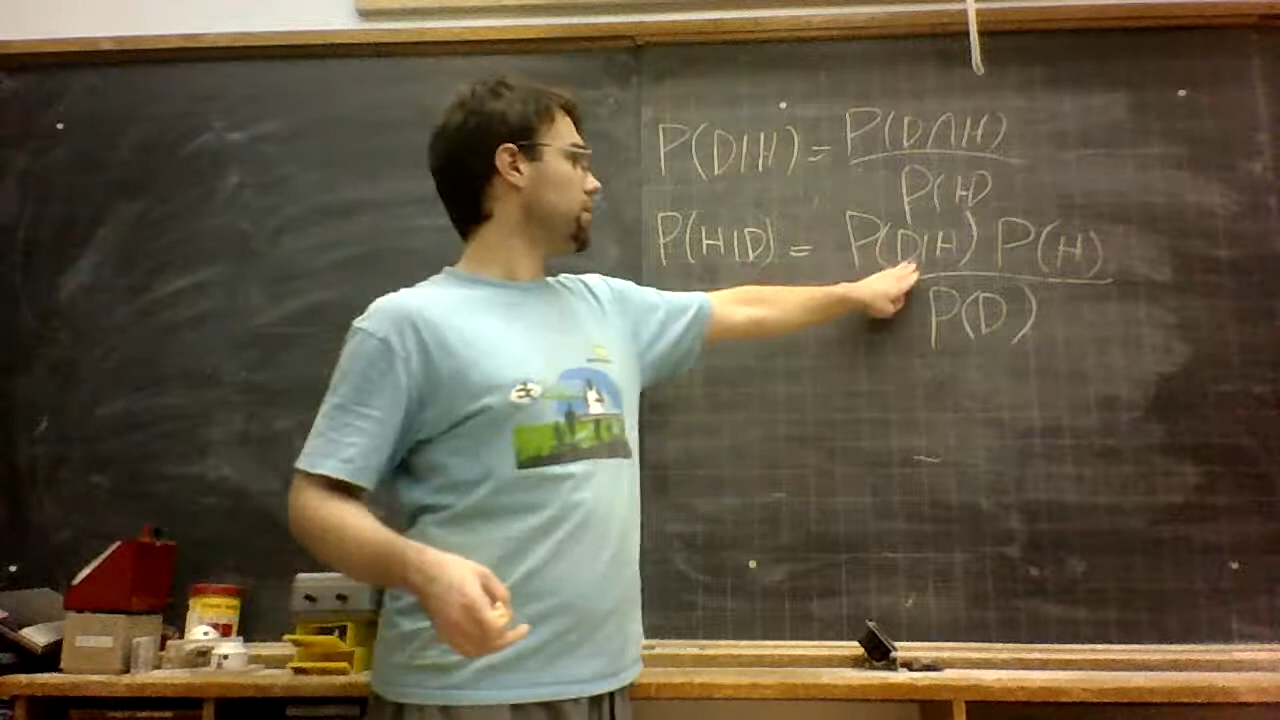 P(D|H) = P(D∩H)
P(H)
P(H|D) = P(D|H) P(H)
P(D)